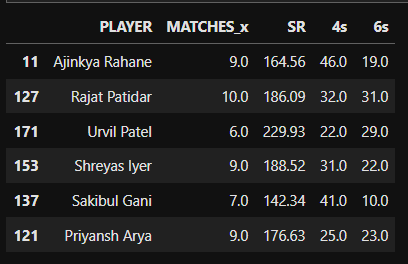 PLAYER MATCHES_x SR 4s 6s
11 Ajinkya Rahane 9.0 164.56 46.0 19.0
127 Rajat Patidar 10.0 186.09 32.0 31.0
171 Urvil Patel 6.0 229.93 22.0 29.0
153 Shreyas Iyer 9.0 188.52 31.0 22.0
137 Sakibul Gani 7.0 142.34 41.0 10.0
121 Priyansh Arya 9.0 176.63 25.0 23.0